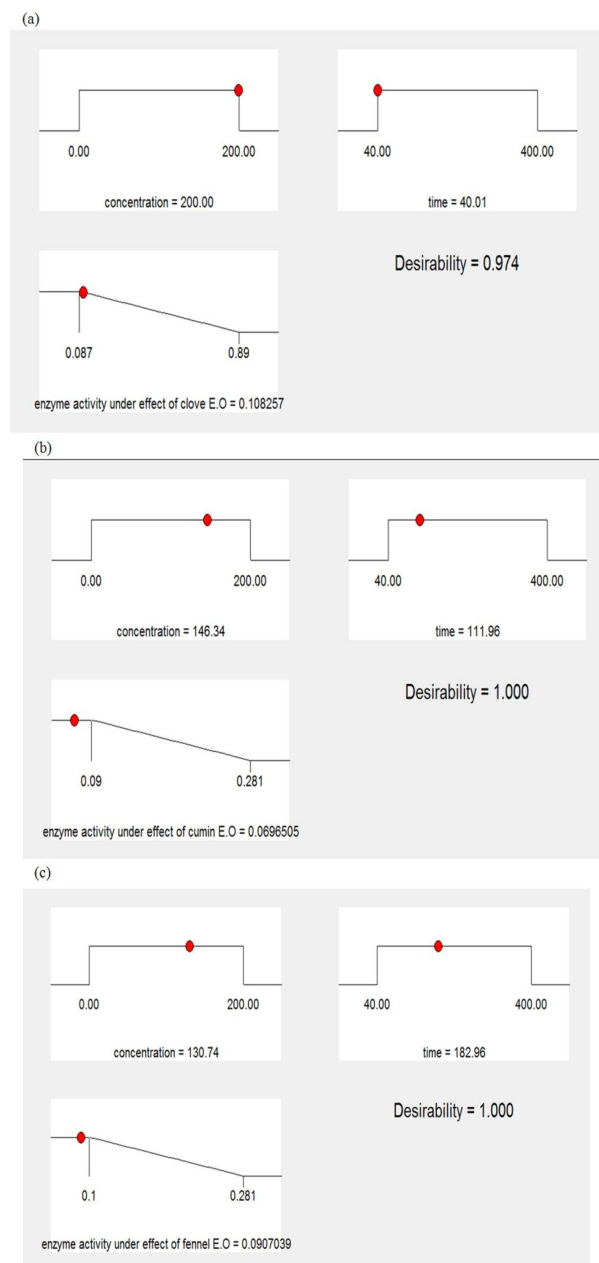 (a)
0.00 200.00 40.00 400.00
concentration = 200.00 time = 40.01
Desirability = 0.974
0.087 0.89
enzyme activity under effect of clove E.O = 0.108257
(b)
0.00 200.00 40.00 400.00
concentration = 146.34 time = 111.96
Desirability = 1.000
0.09 0.281
enzyme activity under effect of cumin E.O = 0.0696505
(c)
0.00 200.00 40.00 400.00
concentration = 130.74 time = 182.96
Desirability = 1.000
0.1 0.281
enzyme activity under effect of fennel E.O = 0.0907039